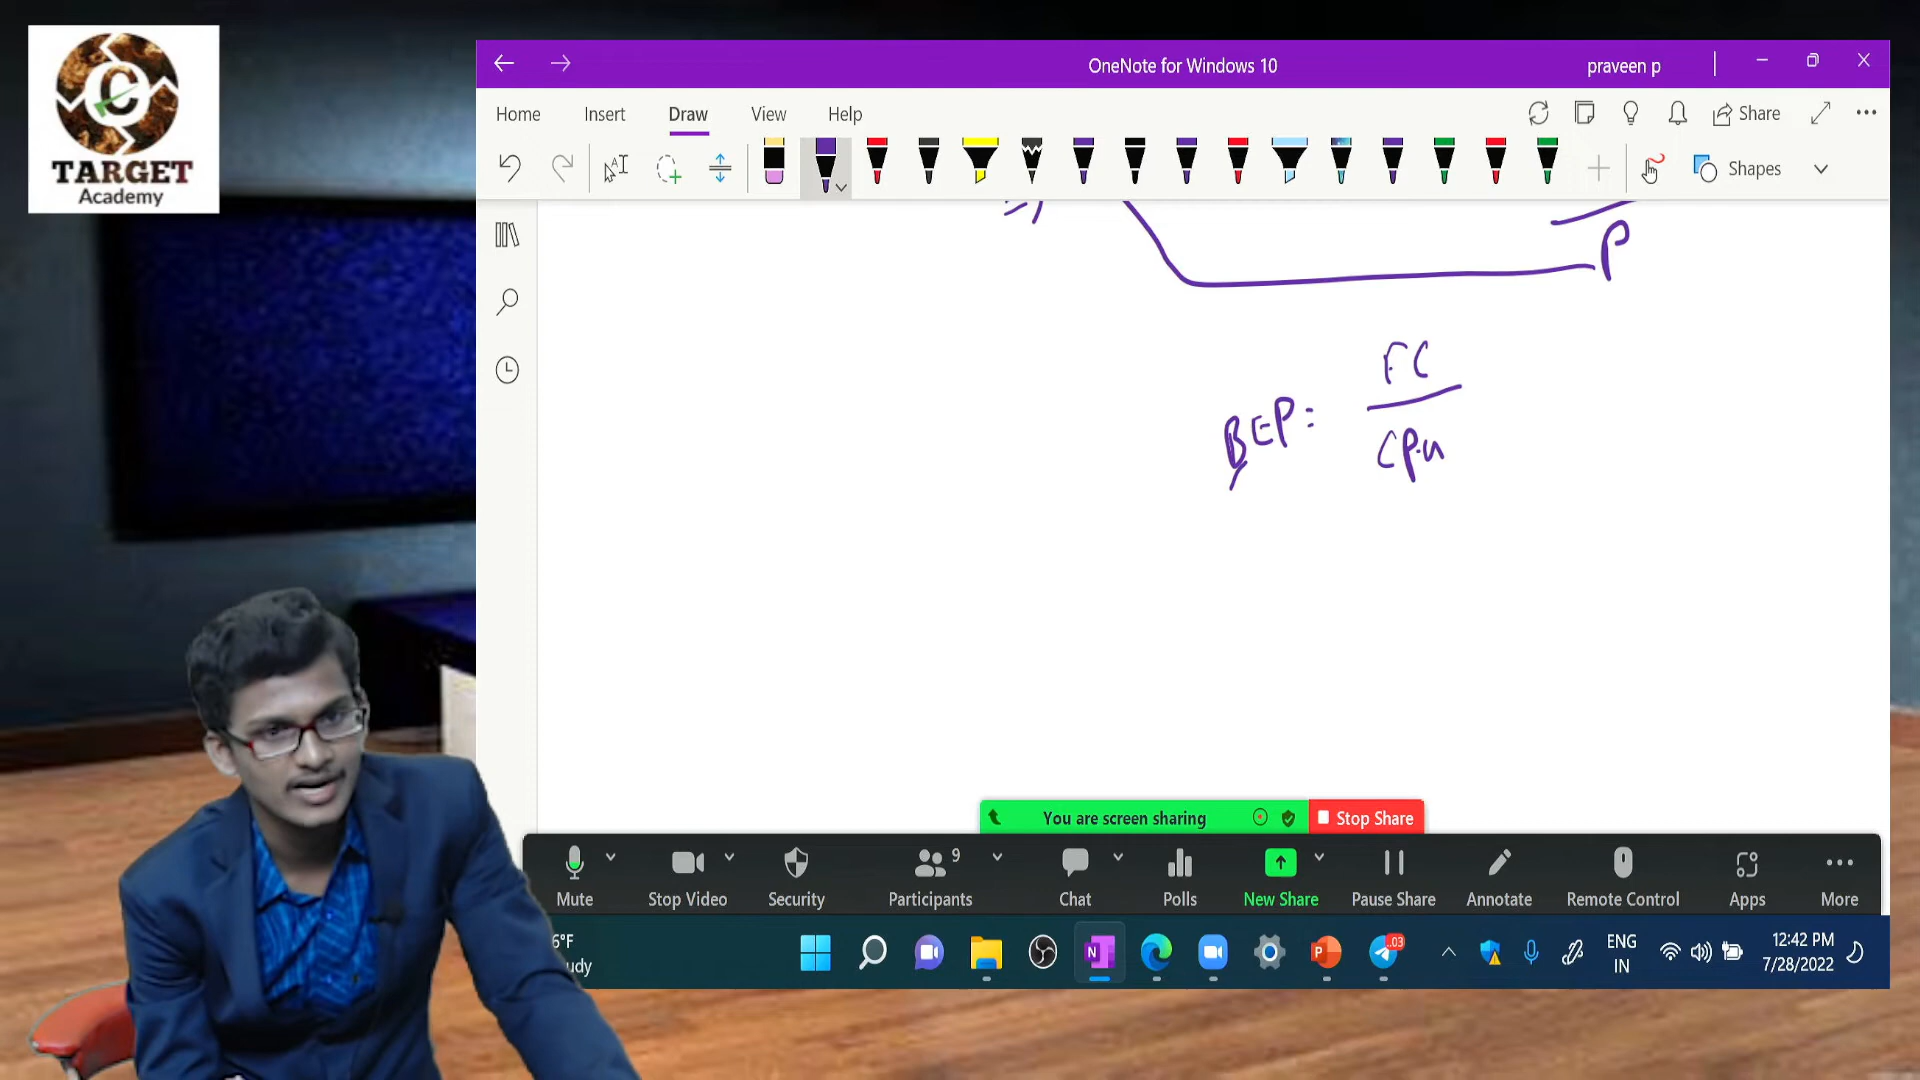 C
TARGET
Academy
OneNote for Windows 10
praveen p
Home Insert Draw View Help
Share
Shapes
P
BEP: FC
CP.u
You are screen sharing Stop Share
9
Mute Stop Video Security Participants Chat Polls New Share Pause Share Annotate Remote Control Apps More
6°F
udy
..03
ENG
IN
12:42 PM
7/28/2022